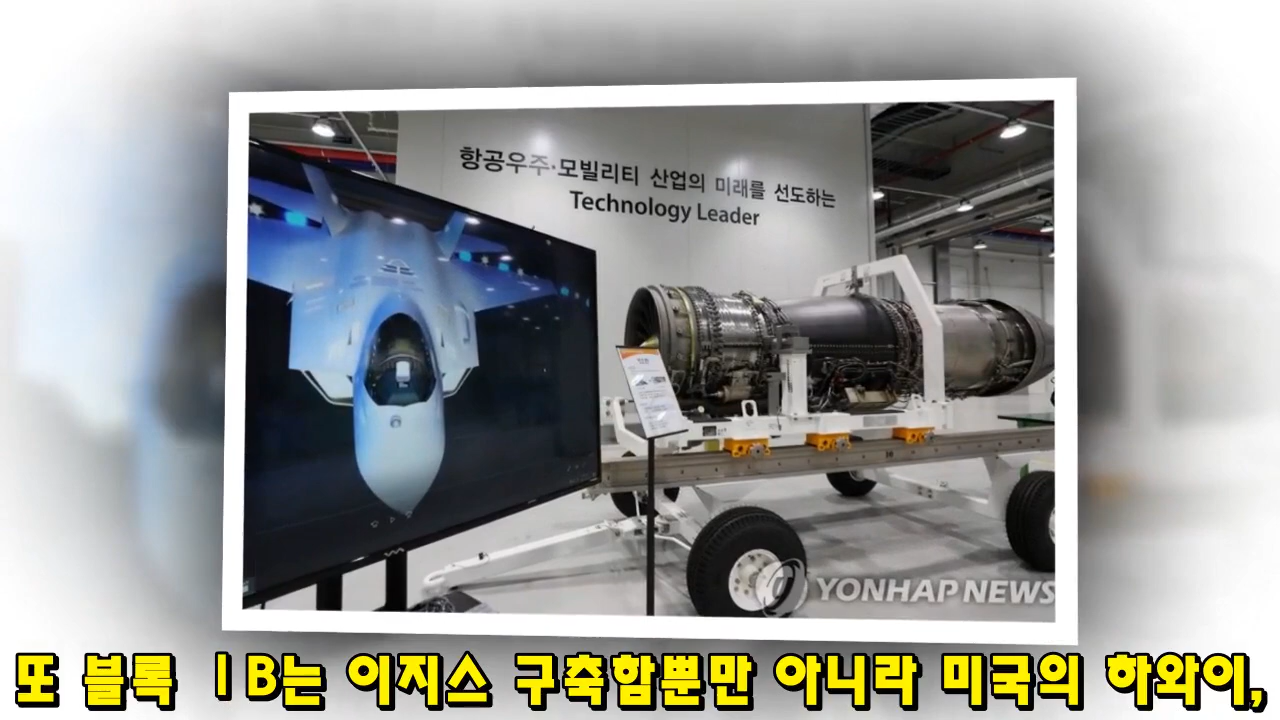 항공우주·모빌리티 산업의 미래를 선도하는
Technology Leader
YONHAP NEWS
또 블록 ⅠB는 이지스 구축함뿐만 아니라 미국의 하와이,